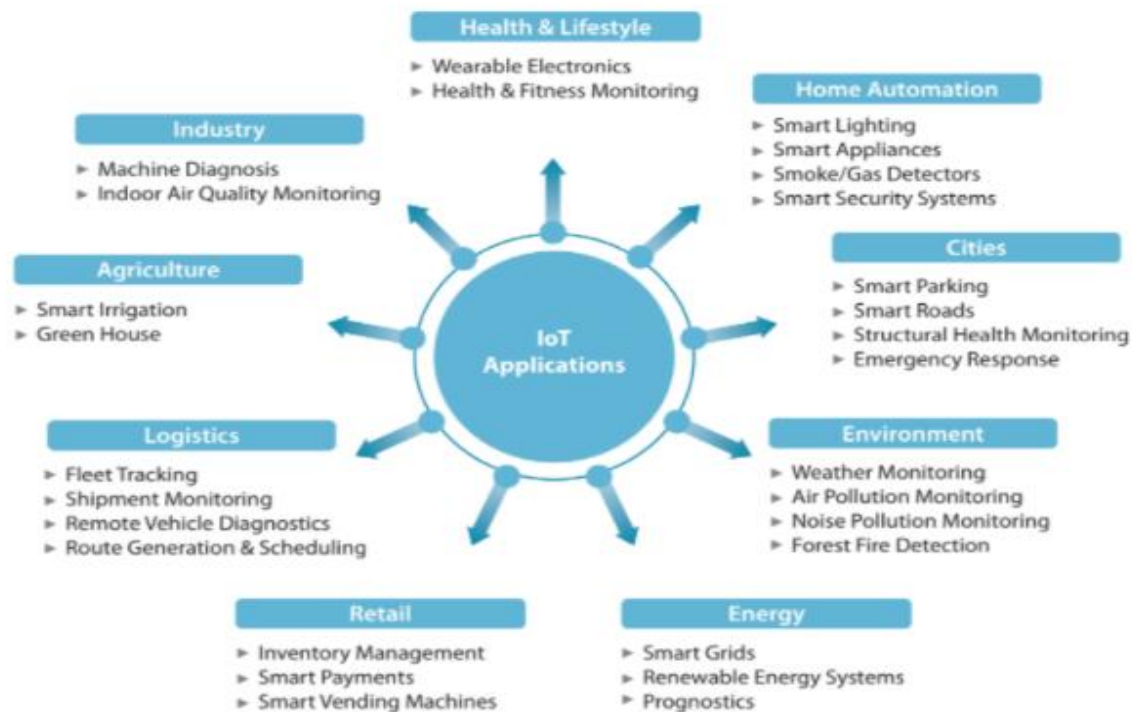 Health & Lifestyle
Wearable Electronics
Health & Fitness Monitoring
Home Automation
Smart Lighting
Smart Appliances
Smoke/Gas Detectors
Smart Security Systems
Industry
Machine Diagnosis
Indoor Air Quality Monitoring
Cities
Smart Parking
Smart Roads
Structural Health Monitoring
Emergency Response
Agriculture
Smart Irrigation
Green House
IoT
Applications
Logistics
Fleet Tracking
Shipment Monitoring
Remote Vehicle Diagnostics
Route Generation & Scheduling
Environment
Weather Monitoring
Air Pollution Monitoring
Noise Pollution Monitoring
Forest Fire Detection
Retail
Inventory Management
Smart Payments
Smart Vending Machines
Energy
Smart Grids
Renewable Energy Systems
Prognostics